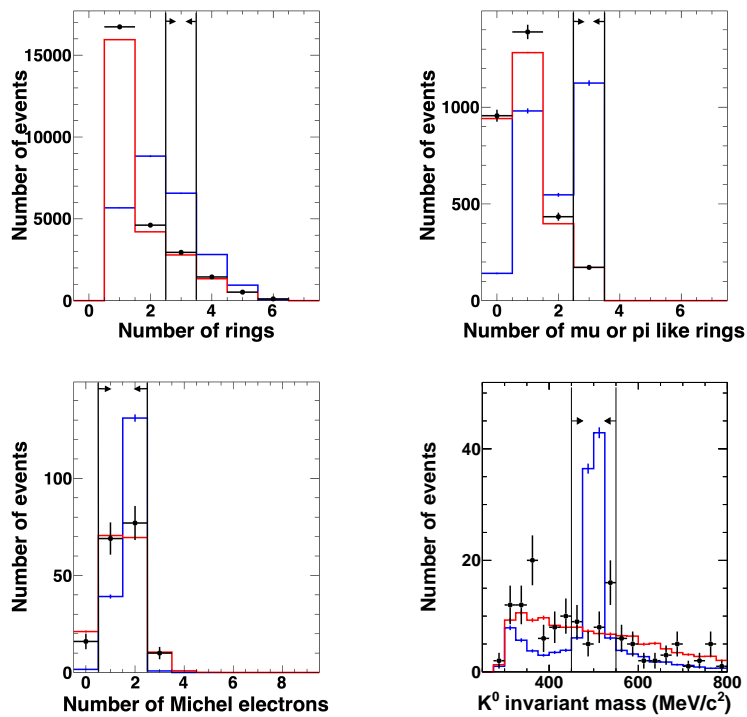 Number of events
15000
10000
5000
0
0 2 4 6
Number of rings
Number of events
1000
500
0
0 2 4 6
Number of mu or pi like rings
Number of events
100
50
0
0 2 4 6 8
Number of Michel electrons
Number of events
40
20
0
400 600 800
K⁰ invariant mass (MeV/c²)